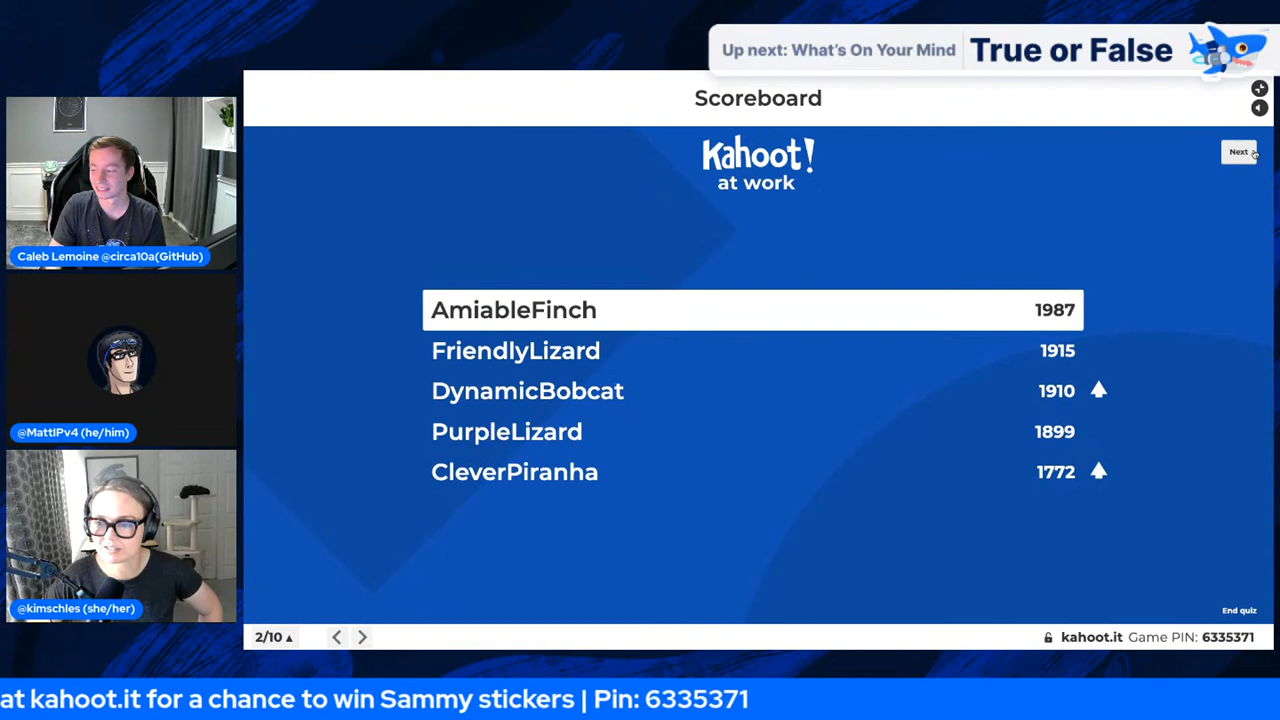 Up next: What's On Your Mind
True or False
Scoreboard
Kahoot!
at work
Next
AmiableFinch 1987
FriendlyLizard 1915
DynamicBobcat 1910
PurpleLizard 1899
CleverPiranha 1772
Caleb Lemoine @circa10a(GitHub)
@MattIPv4 (he/him)
@kimschles (she/her)
End quiz
2/10
kahoot.it Game PIN: 6335371
at kahoot.it for a chance to win Sammy stickers | Pin: 6335371